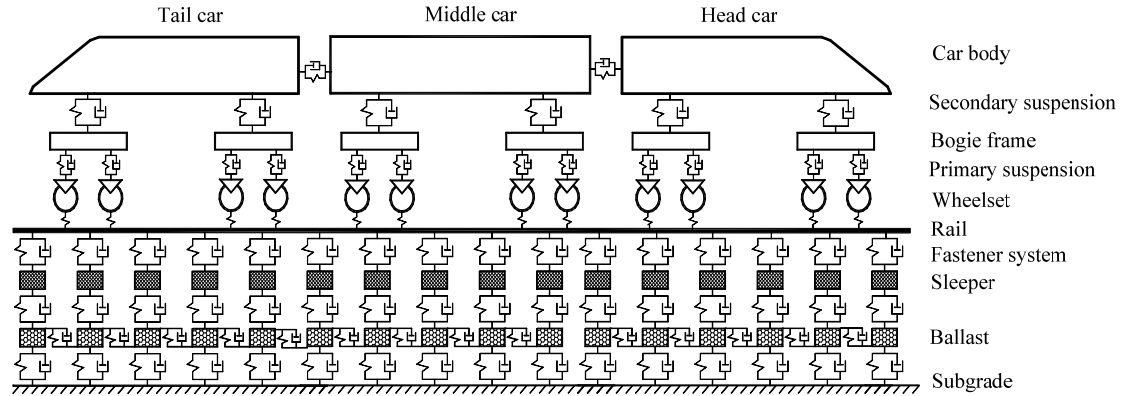 Tail car
Middle car
Head car
Car body
Secondary suspension
Bogie frame
Primary suspension
Wheelset
Rail
Fastener system
Sleeper
Ballast
Subgrade